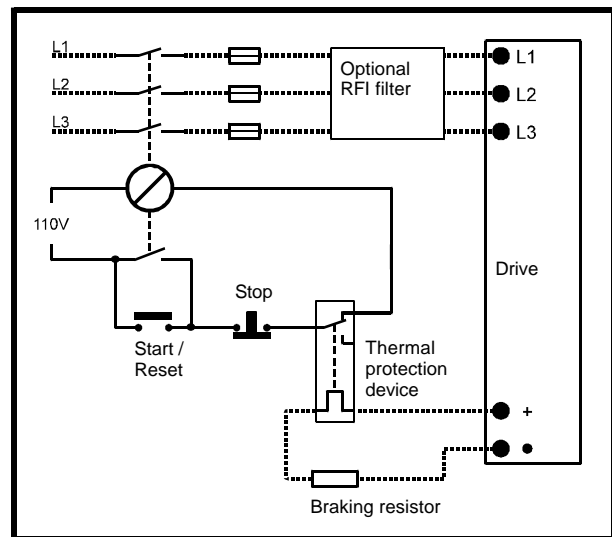 L1
L2
L3
Optional
RFI filter
L1
L2
L3
110V
Drive
Stop
Start /
Reset
Thermal
protection
device
+
Braking resistor